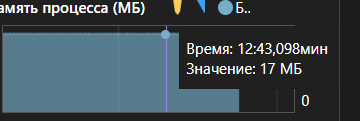 амять процесса (МБ)
Б..
Время: 12:43,098мин
Значение: 17 МБ
0